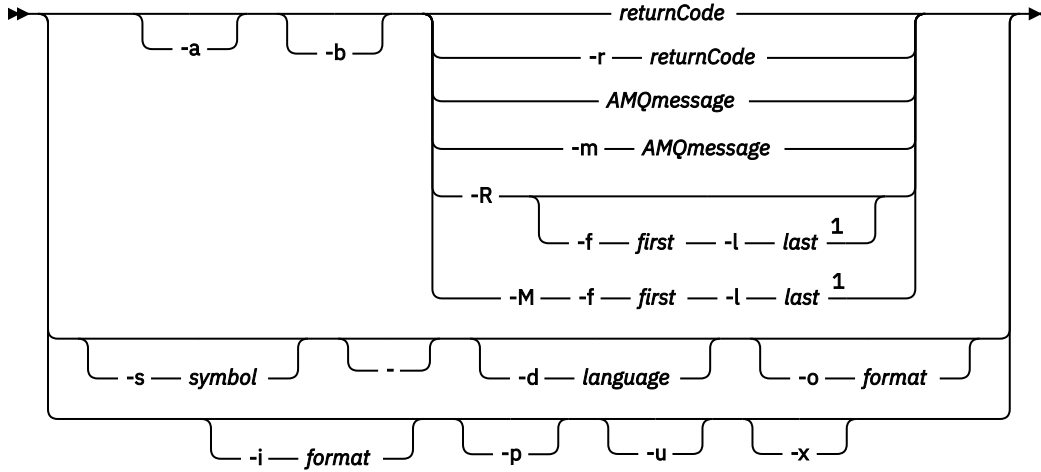 returnCode
-a -b
-r returnCode
AMQmessage
-m AMQmessage
-R
-f first -l last 1
-M -f first -l last 1
-s symbol - -d language -o format
-i format -p -u -x